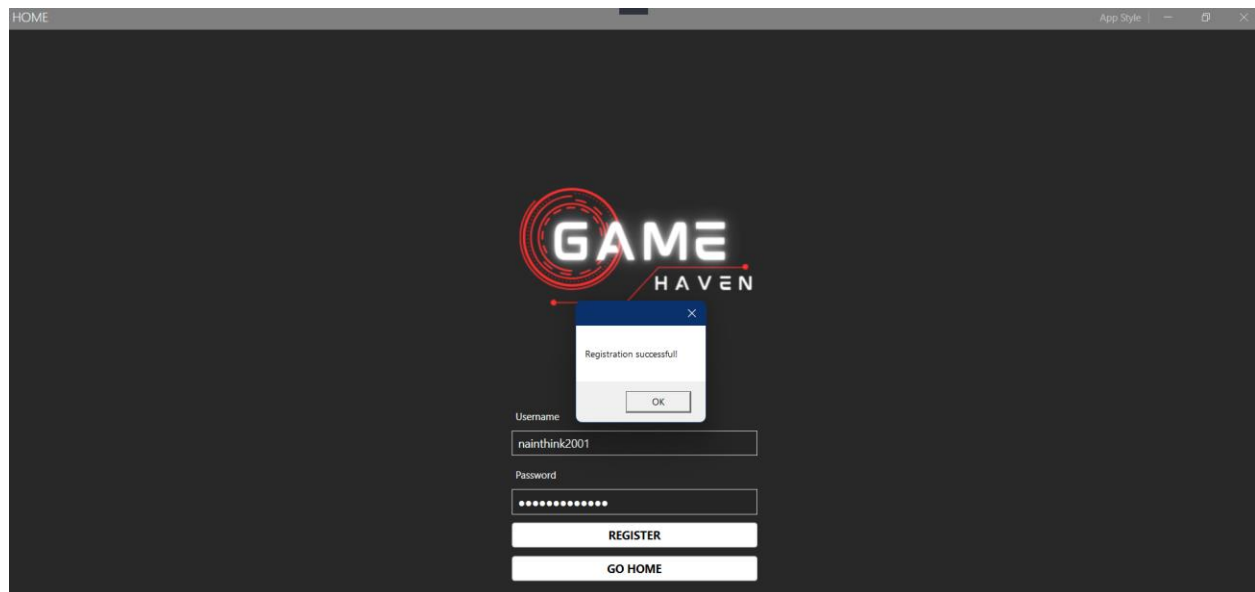 HOME
App Style
GAME
HAVEN
Registration successful!
OK
Username
nainthink2001
Password
•••••••••••••
REGISTER
GO HOME